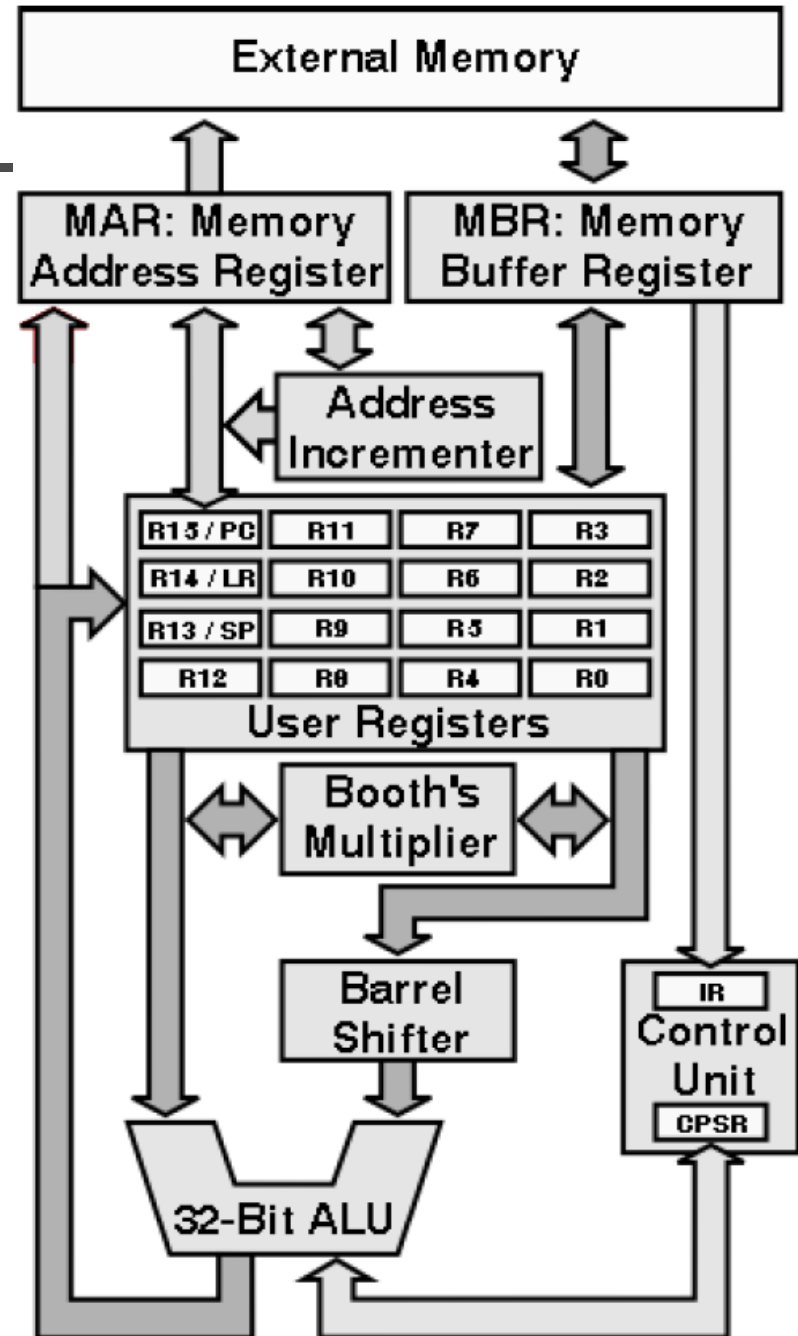 External Memory
MAR: Memory
Address Register
MBR: Memory
Buffer Register
Address
Incrementer
R15 / PC R11 R7 R3
R14 / LR R10 R6 R2
R13 / SP R9 R5 R1
R12 R8 R4 R0
User Registers
Booth's
Multiplier
Barrel
Shifter
IR
Control
Unit
CPSR
32-Bit ALU